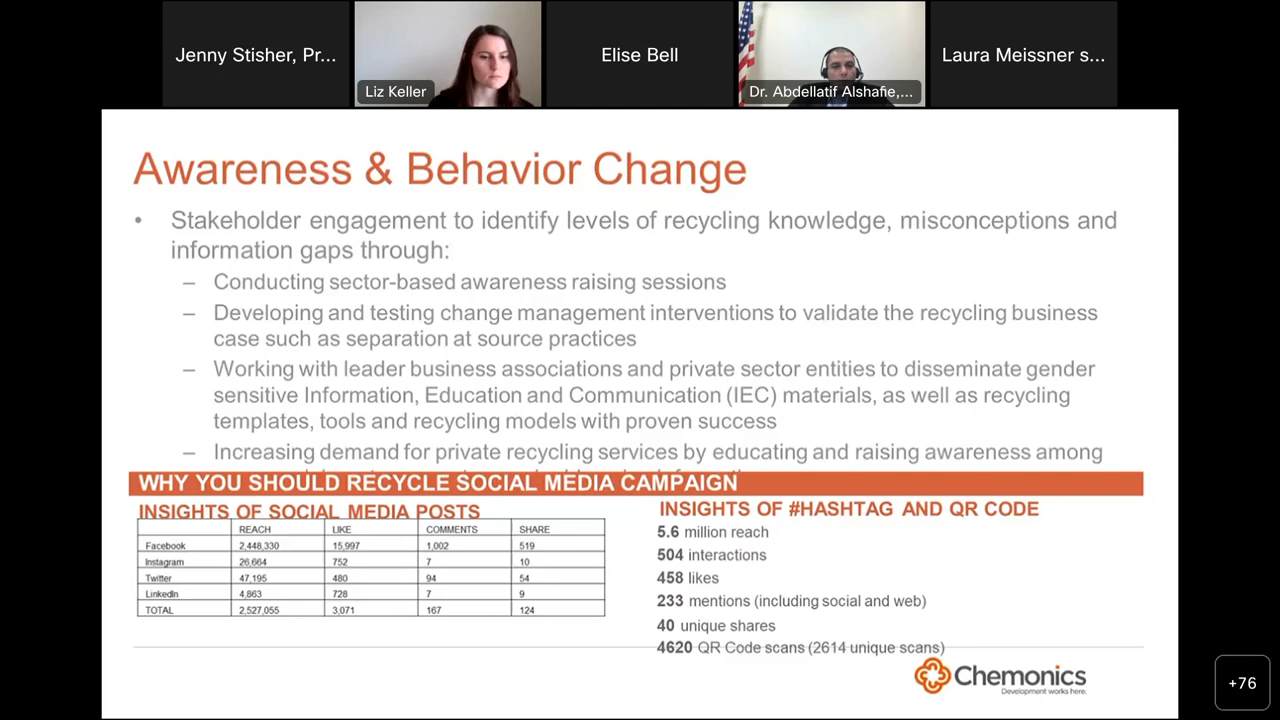 Jenny Stisher, Pr...
Liz Keller
Elise Bell
Dr. Abdellatif Alshafie,...
Laura Meissner s...
Awareness & Behavior Change
• Stakeholder engagement to identify levels of recycling knowledge, misconceptions and
information gaps through:
– Conducting sector-based awareness raising sessions
– Developing and testing change management interventions to validate the recycling business
case such as separation at source practices
– Working with leader business associations and private sector entities to disseminate gender
sensitive Information, Education and Communication (IEC) materials, as well as recycling
templates, tools and recycling models with proven success
– Increasing demand for private recycling services by educating and raising awareness among
WHY YOU SHOULD RECYCLE SOCIAL MEDIA CAMPAIGN
INSIGHTS OF SOCIAL MEDIA POSTS
REACH LIKE COMMENTS SHARE
Facebook 2,448,330 15,997 1,002 519
Instagram 26,664 752 7 10
Twitter 47,195 480 94 54
LinkedIn 4,863 728 7 9
TOTAL 2,527,055 3,071 167 124
INSIGHTS OF #HASHTAG AND QR CODE
5.6 million reach
504 interactions
458 likes
233 mentions (including social and web)
40 unique shares
4620 QR Code scans (2614 unique scans)
Chemonics
Development works here.
+76